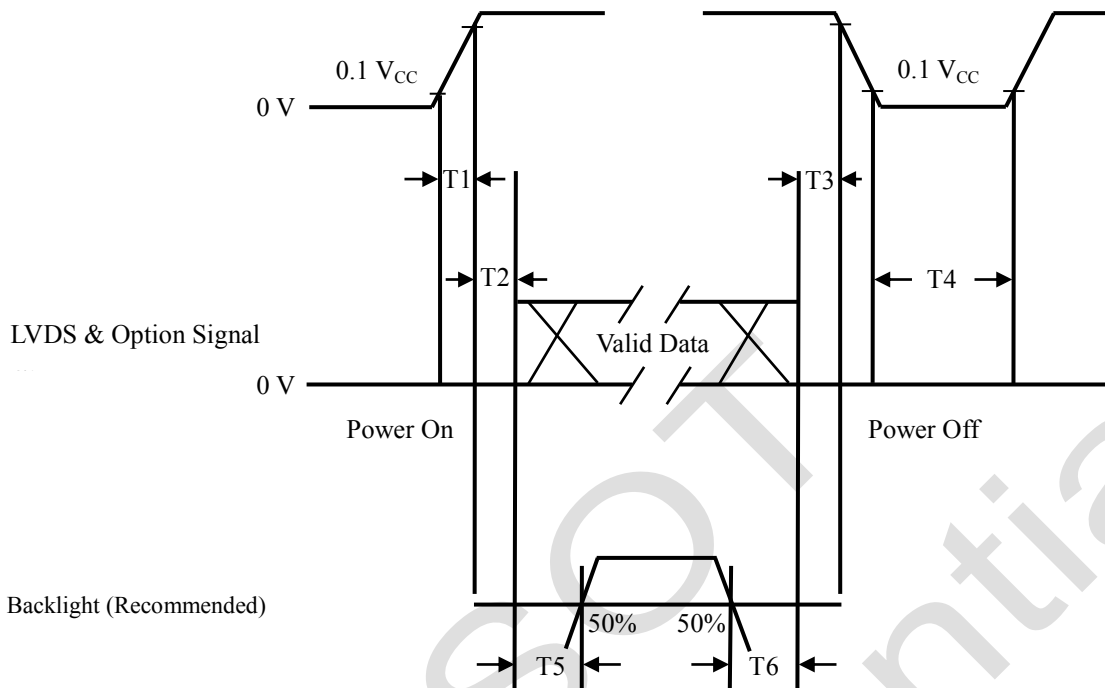 0.1 V_CC 0.1 V_CC
0 V
T1 T3
T2 T4
LVDS & Option Signal
Valid Data
0 V
Power On Power Off
Backlight (Recommended)
50% 50%
T5 T6